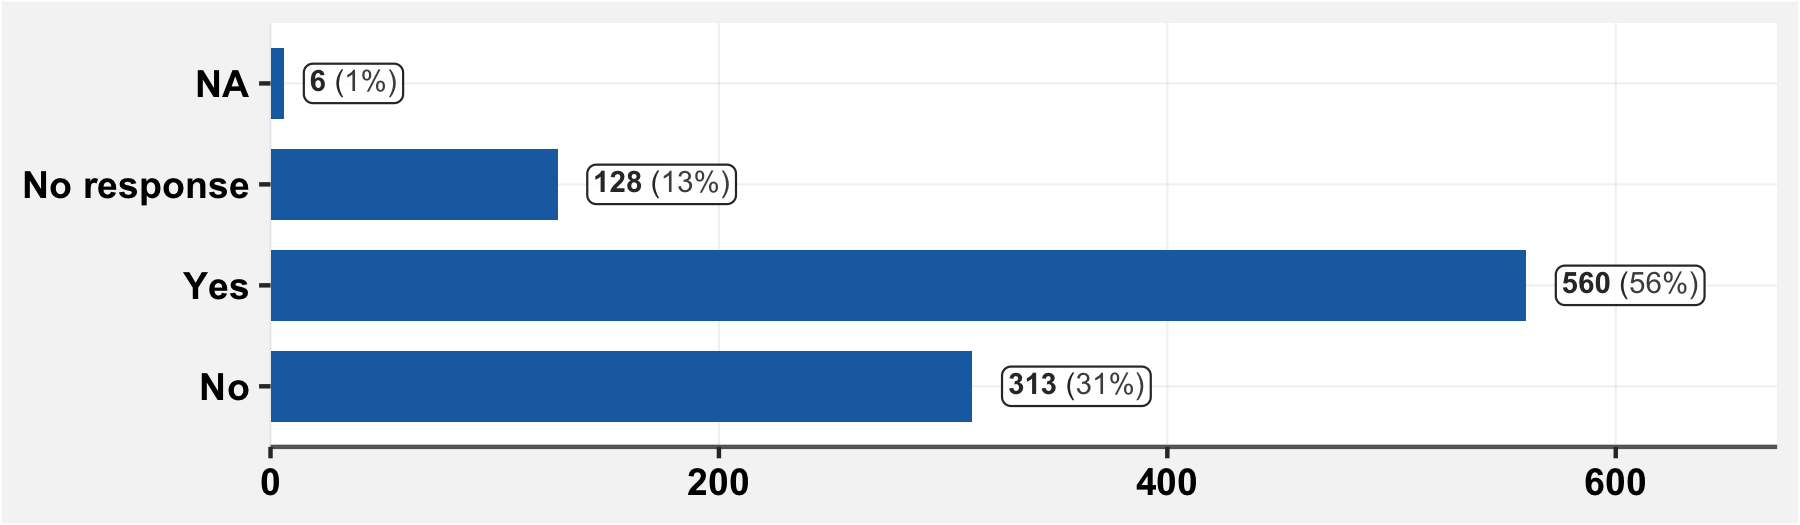 NA 6 (1%)
No response 128 (13%)
Yes 560 (56%)
No 313 (31%)
0 200 400 600